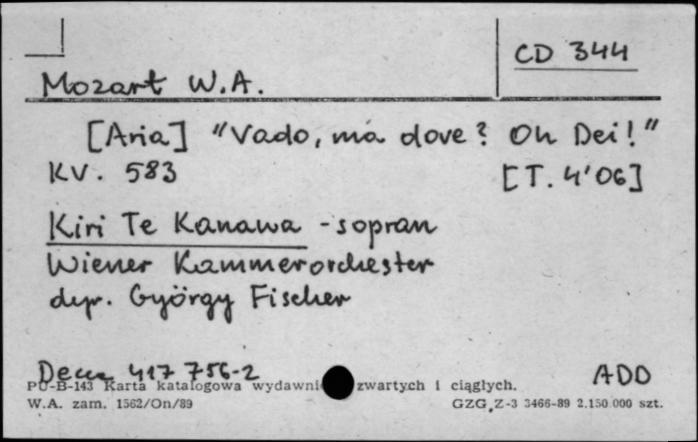 CD 344
Mozart W.A.
[Aria] "Vado, ma dove? Oh Dei!"
KV. 583
[T. 4'06]
Kiri Te Kanawa - sopran
Wiener Kammerorchester
dyr. György Fischer
Decca 417 756-2
ADD
PU-B-143 Karta katalogowa wydawni zwartych i ciągłych.
W.A. zam. 1562/On/89
GZG, Z-3 3466-89 2.150.000 szt.